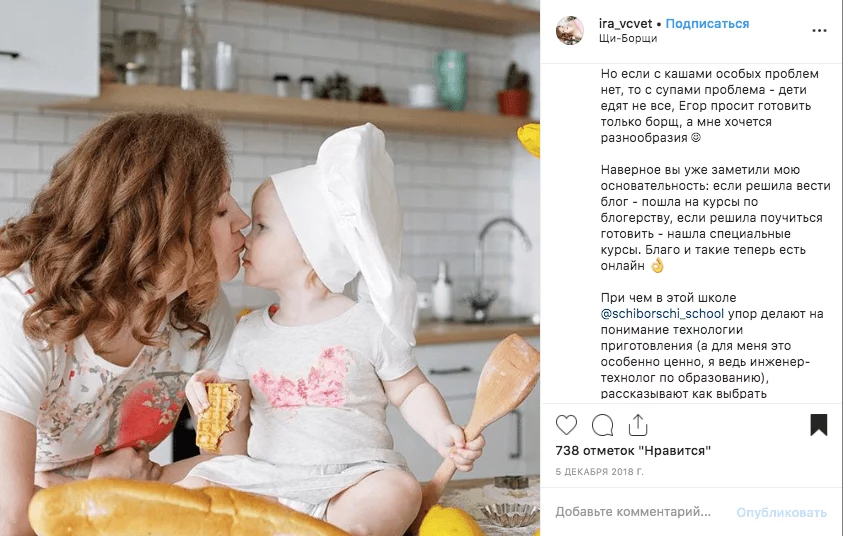 ira_vcvet • Подписаться
Щи-Борщи
Но если с кашами особых проблем
нет, то с супами проблема - дети
едят не все, Егор просит готовить
только борщ, а мне хочется
разнообразия ☺
Наверное вы уже заметили мою
основательность: если решила вести
блог - пошла на курсы по
блогерству, если решила поучиться
готовить - нашла специальные
курсы. Благо и такие теперь есть
онлайн 👌
При чем в этой школе
@schiborschi_school упор делают на
понимание технологии
приготовления (а для меня это
особенно ценно, я ведь инженер-
технолог по образованию),
рассказывают как выбрать
738 отметок "Нравится"
5 ДЕКАБРЯ 2018 Г.
Добавьте комментарий... Опубликовать